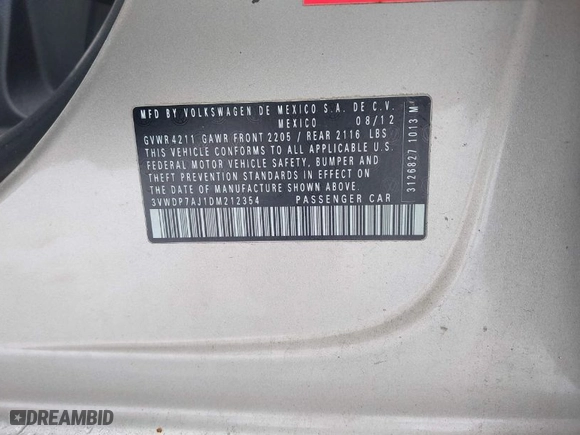 MFD BY VOLKSWAGEN DE MEXICO S.A. DE C.V.
MEXICO 08/12
GVWR 4211 GAWR FRONT 2205 / REAR 2116 LBS
THIS VEHICLE CONFORMS TO ALL APPLICABLE U.S.
FEDERAL MOTOR VEHICLE SAFETY, BUMPER AND
THEFT PREVENTION STANDARDS IN EFFECT ON
THE DATE OF MANUFACTURE SHOWN ABOVE.
3VWDP7AJ1DM212354 PASSENGER CAR
3126827 1013 M
DREAMBID